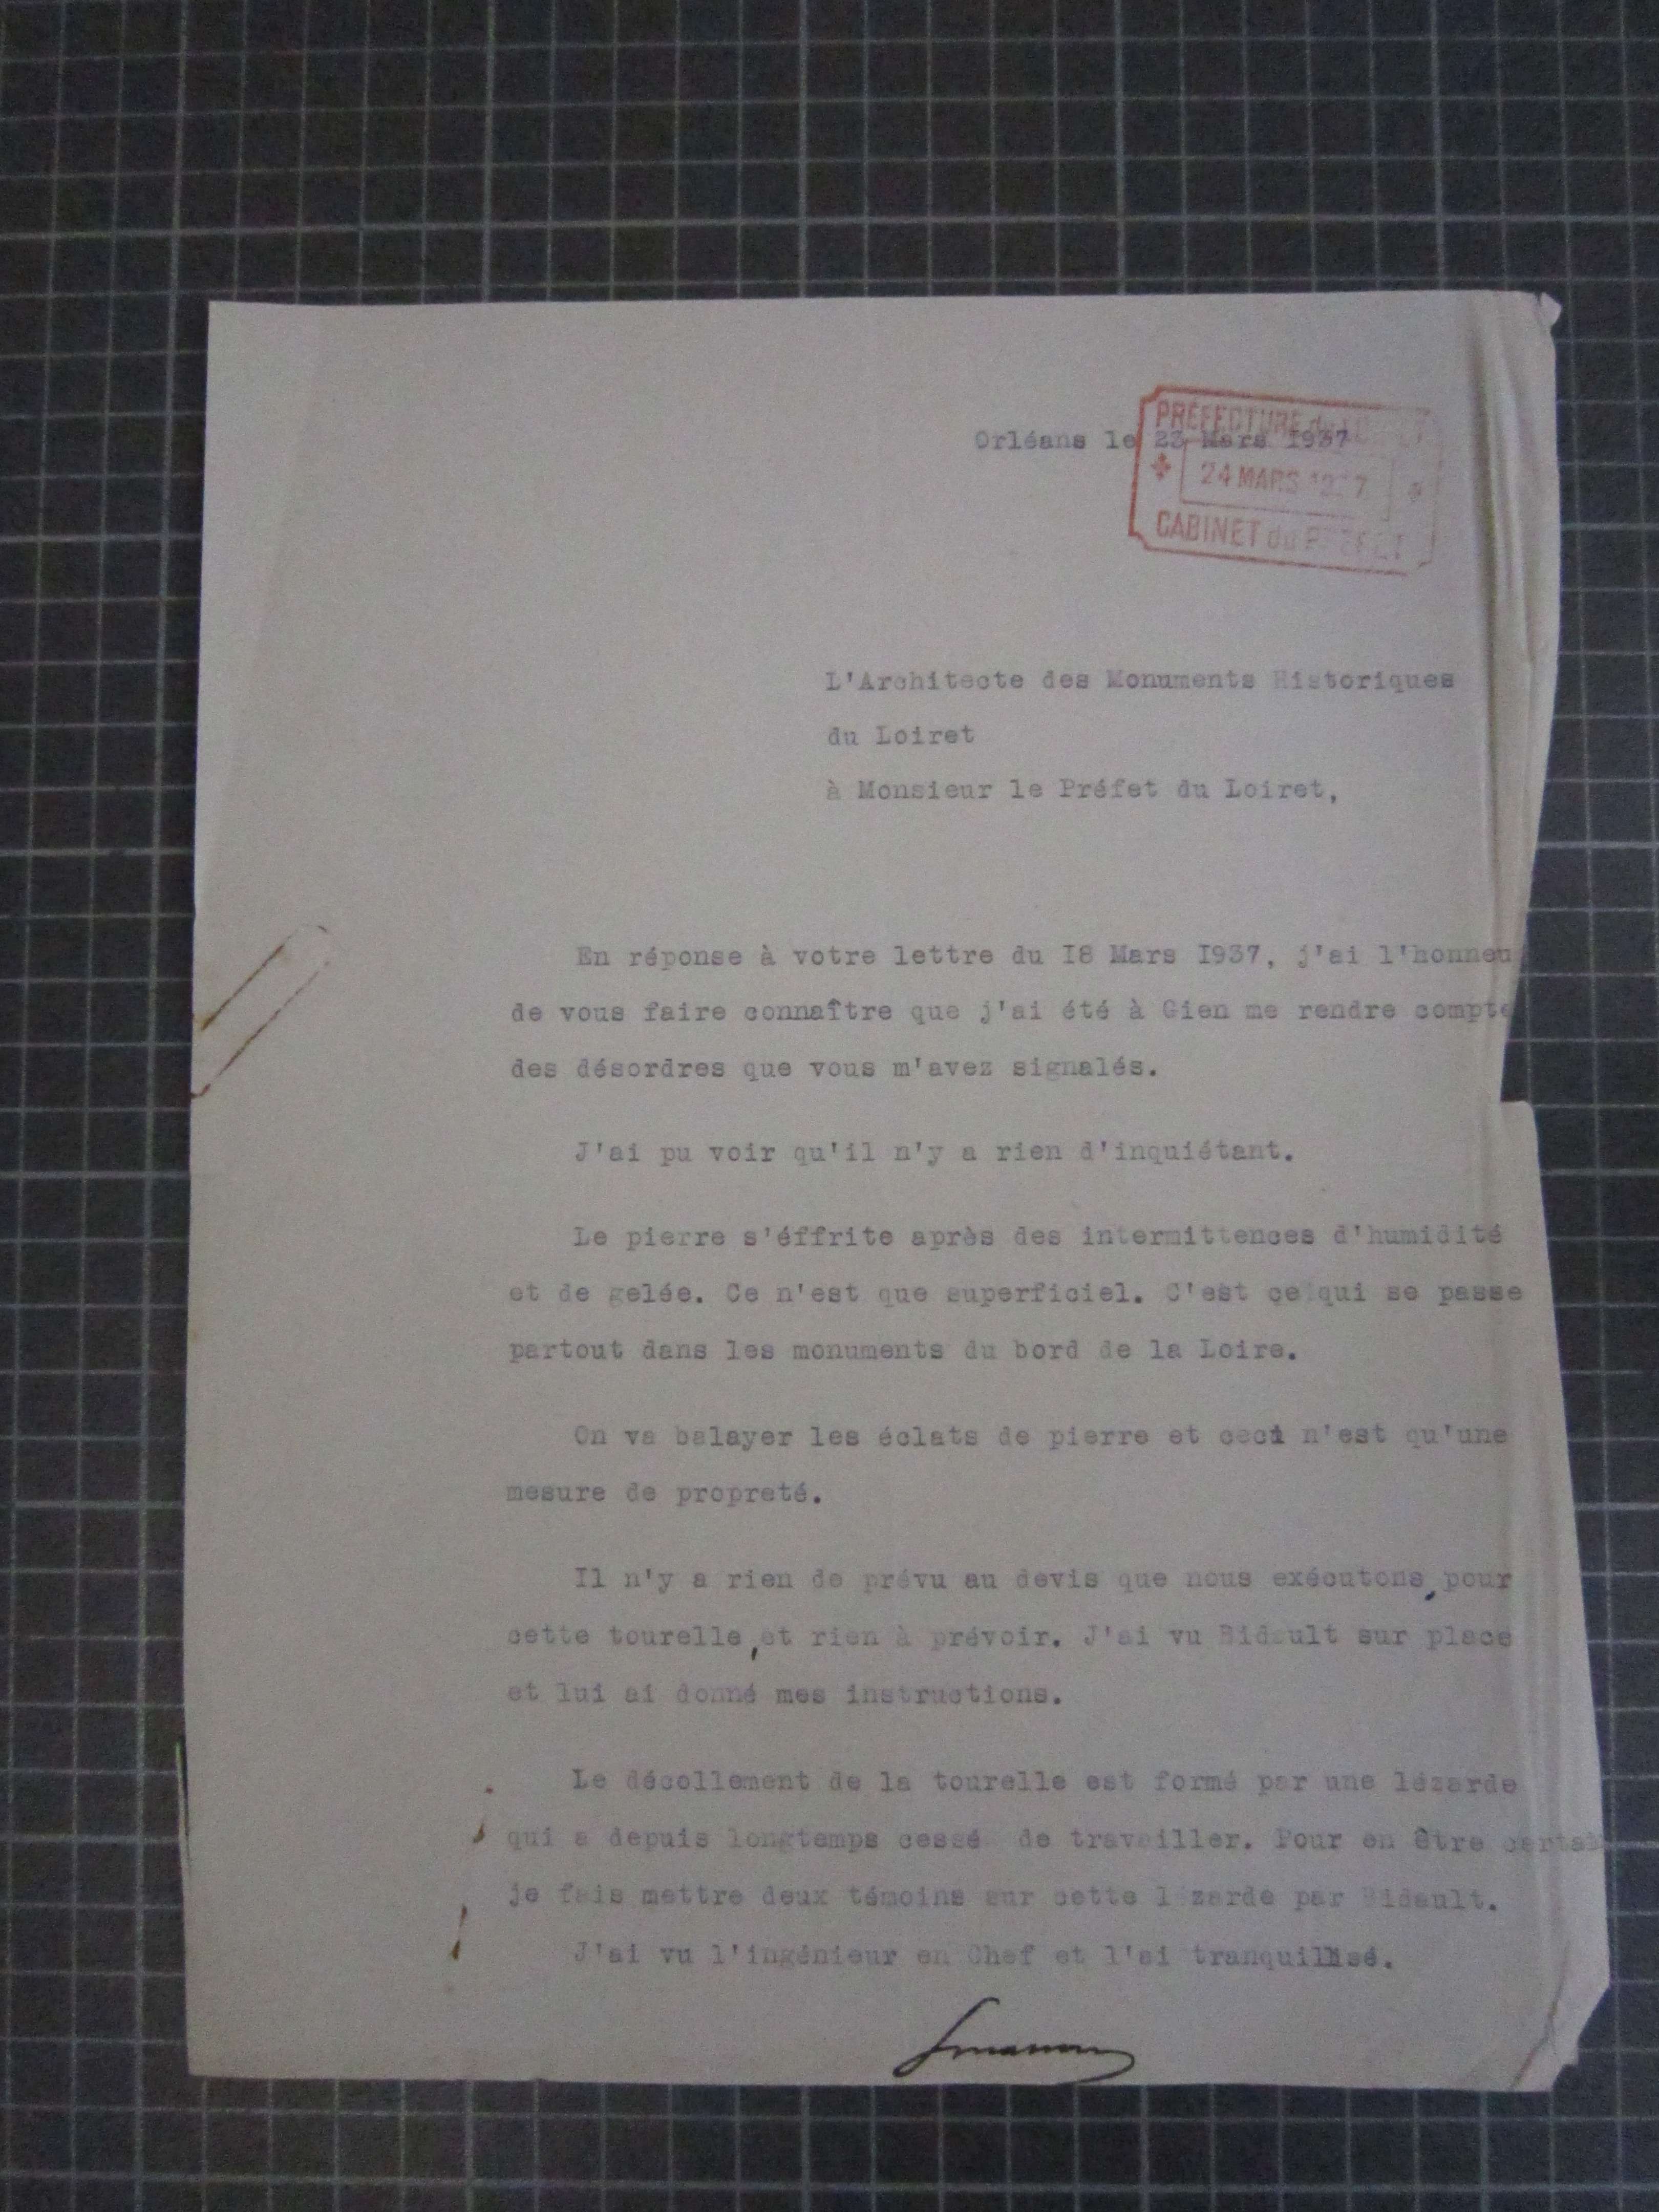 PRÉFECTURE du
Orléans le 23 Mars I937
24 MARS
CABINET du PRÉFET
L'Architecte des Monuments Historiques
du Loiret
à Monsieur le Préfet du Loiret,
En réponse à votre lettre du I8 Mars I937, j'ai l'honneu
de vous faire connaître que j'ai été à Gien me rendre compte
des désordres que vous m'avez signalés.
J'ai pu voir qu'il n'y a rien d'inquiétant.
Le pierre s'éffrite après des intermittences d'humidité
et de gelée. Ce n'est que superficiel. C'est ce qui se passe
partout dans les monuments du bord de la Loire.
On va balayer les éclats de pierre et ceci n'est qu'une
mesure de propreté.
Il n'y a rien de prévu au devis que nous exécutons, pour
cette tourelle, et rien à prévoir. J'ai vu Bidault sur place
et lui ai donné mes instructions.
Le décollement de la tourelle est formé par une lézarde
qui a depuis longtemps cessé de travailler. Pour en être certai
je fais mettre deux témoins sur cette lézarde par Bidault.
J'ai vu l'ingénieur en Chef et l'ai tranquillisé.